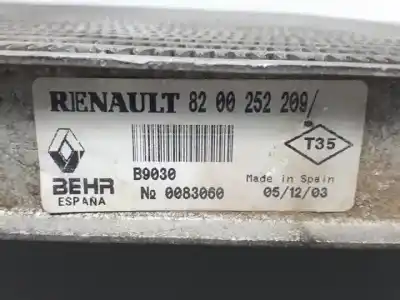 RENAULT 82 00 252 209/
T35
B9030
BEHR
ESPAÑA
№ 0083060
Made in Spain
05/12/03